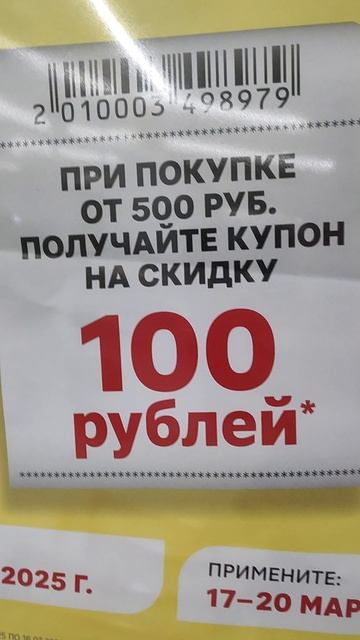 2 010003 498979
ПРИ ПОКУПКЕ
ОТ 500 РУБ.
ПОЛУЧАЙТЕ КУПОН
НА СКИДКУ
100
рублей*
2025 Г.
ПРИМЕНИТЕ:
17–20 МАР